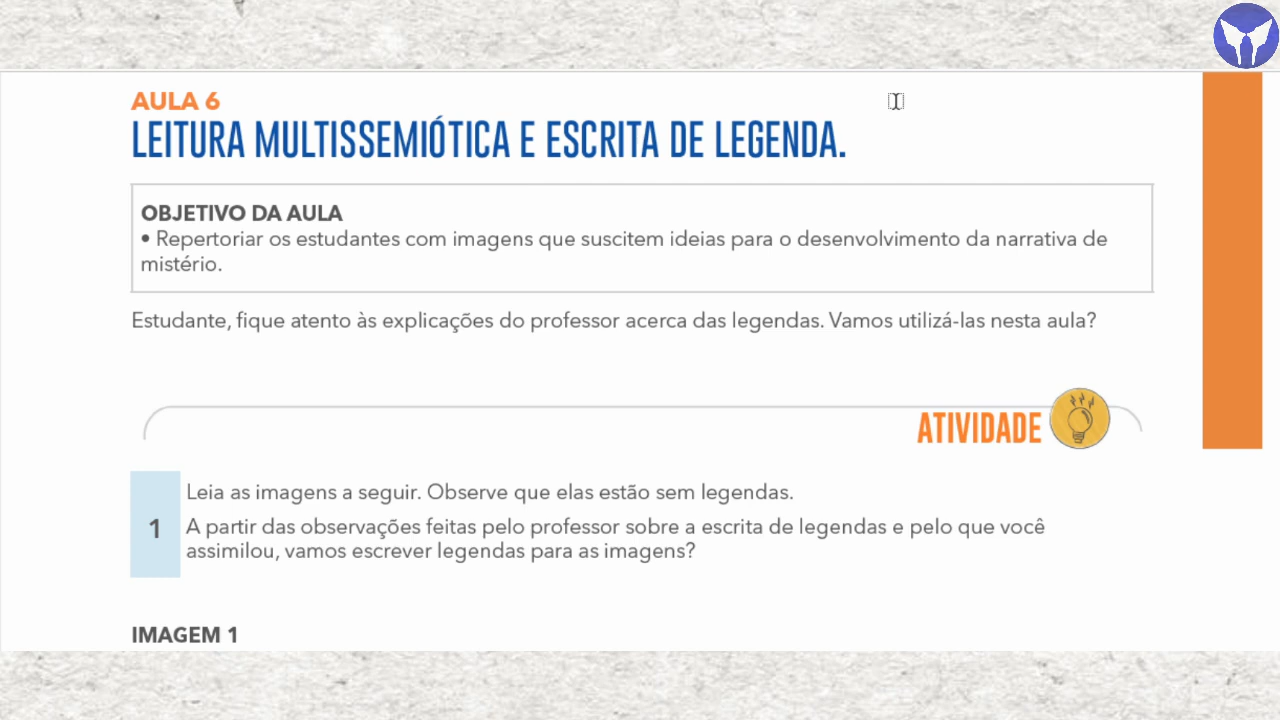 AULA 6
LEITURA MULTISSEMIÓTICA E ESCRITA DE LEGENDA.
OBJETIVO DA AULA
• Repertoriar os estudantes com imagens que suscitem ideias para o desenvolvimento da narrativa de
mistério.
Estudante, fique atento às explicações do professor acerca das legendas. Vamos utilizá-las nesta aula?
ATIVIDADE
1
Leia as imagens a seguir. Observe que elas estão sem legendas.
A partir das observações feitas pelo professor sobre a escrita de legendas e pelo que você
assimilou, vamos escrever legendas para as imagens?
IMAGEM 1